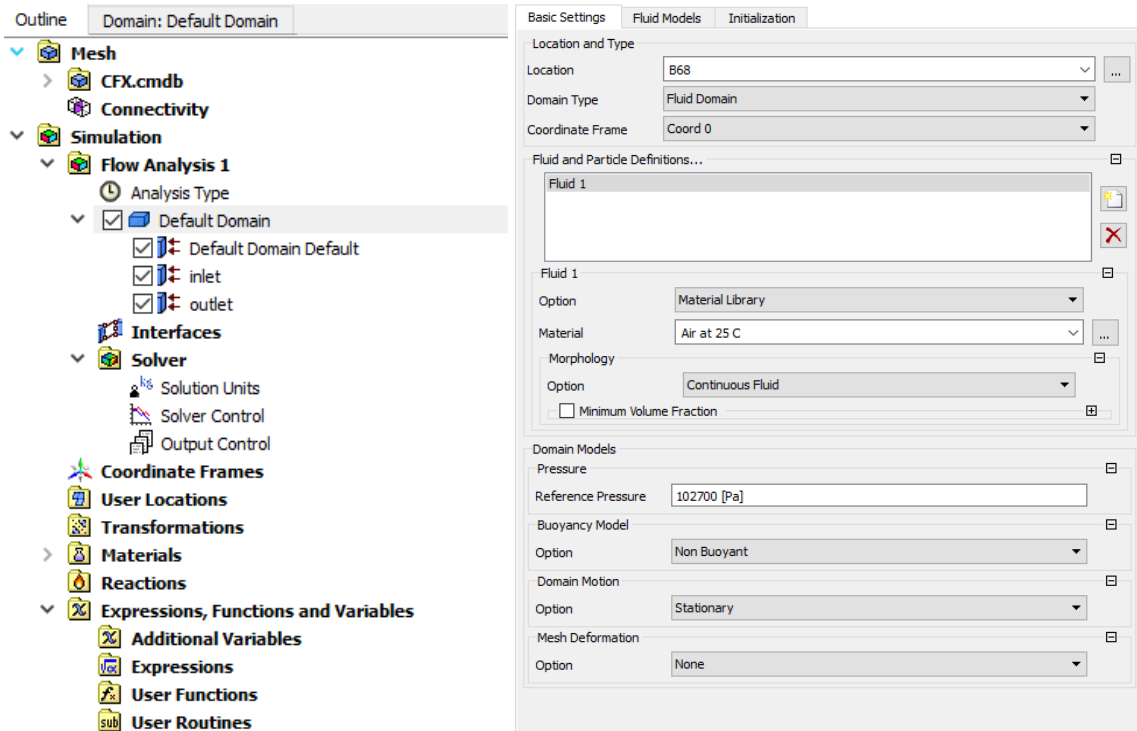 Outline
Domain: Default Domain
Mesh
CFX.cmdb
Connectivity
Simulation
Flow Analysis 1
Analysis Type
Default Domain
Default Domain Default
inlet
outlet
Interfaces
Solver
Solution Units
Solver Control
Output Control
Coordinate Frames
User Locations
Transformations
Materials
Reactions
Expressions, Functions and Variables
Additional Variables
Expressions
User Functions
User Routines
Basic Settings Fluid Models Initialization
Location and Type
Location B68 ...
Domain Type Fluid Domain
Coordinate Frame Coord 0
Fluid and Particle Definitions...
Fluid 1
Fluid 1
Option Material Library
Material Air at 25 C ...
Morphology
Option Continuous Fluid
Minimum Volume Fraction
Domain Models
Pressure
Reference Pressure 102700 [Pa]
Buoyancy Model
Option Non Buoyant
Domain Motion
Option Stationary
Mesh Deformation
Option None